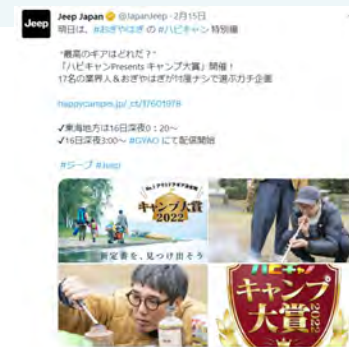 Jeep
Jeep Japan @JapanJeep · 2月15日
明日は、#おぎやはぎ の #ハピキャン 特別編
"最高のギアはどれだ?"
「ハピキャンPresents キャンプ大賞」開催!
17名の業界人&おぎやはぎが忖度ナシで選ぶガチ企画
happycamper.jp/_ct/17601978
✓東海地方は16日深夜0:20~
✓16日深夜3:00~ #GYAO にて配信開始
#ジープ #Jeep
キャンプ大賞
2022
新定番を、見つけ出そう
ハピキャン
キャンプ
大賞
2022